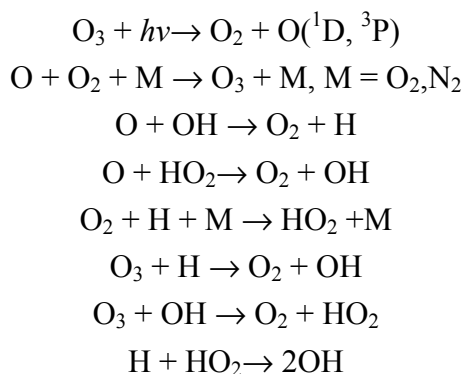 O₃ + hν→ O₂ + O(¹D, ³P)
O + O₂ + M → O₃ + M, M = O₂,N₂
O + OH → O₂ + H
O + HO₂→ O₂ + OH
O₂ + H + M → HO₂ +M
O₃ + H → O₂ + OH
O₃ + OH → O₂ + HO₂
H + HO₂→ 2OH